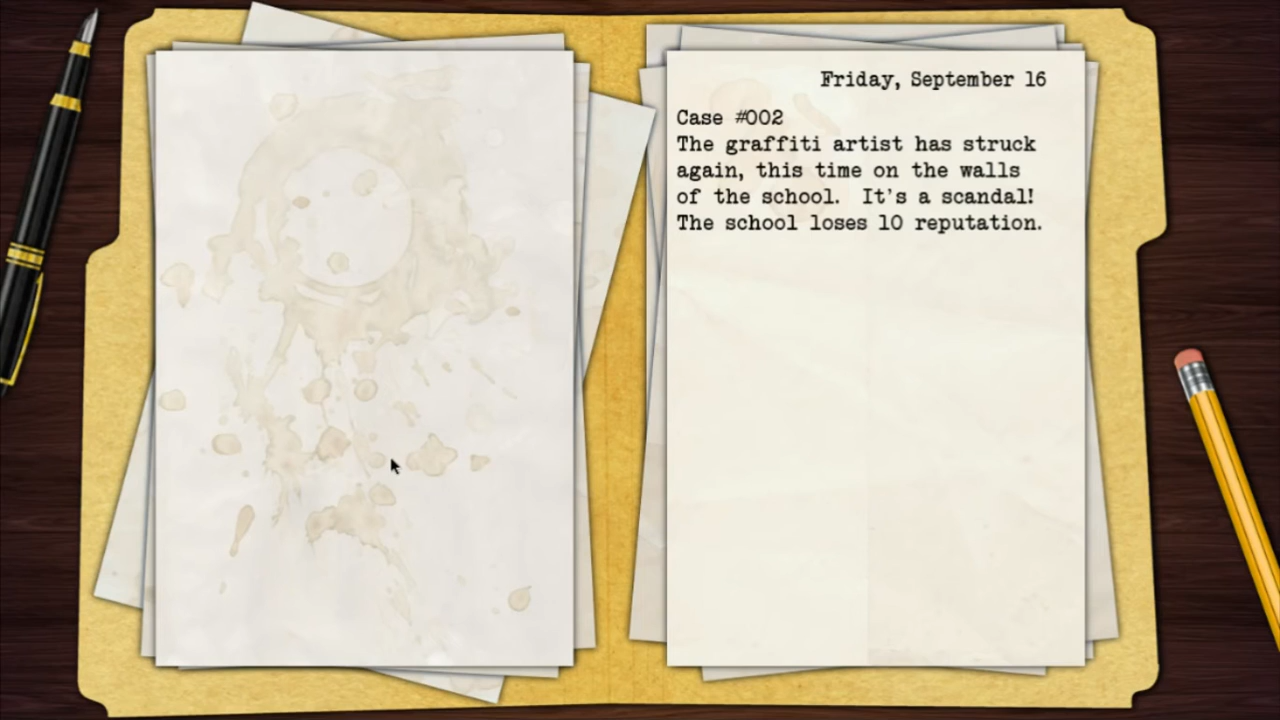 Friday, September 16
Case #002
The graffiti artist has struck
again, this time on the walls
of the school.  It's a scandal!
The school loses 10 reputation.